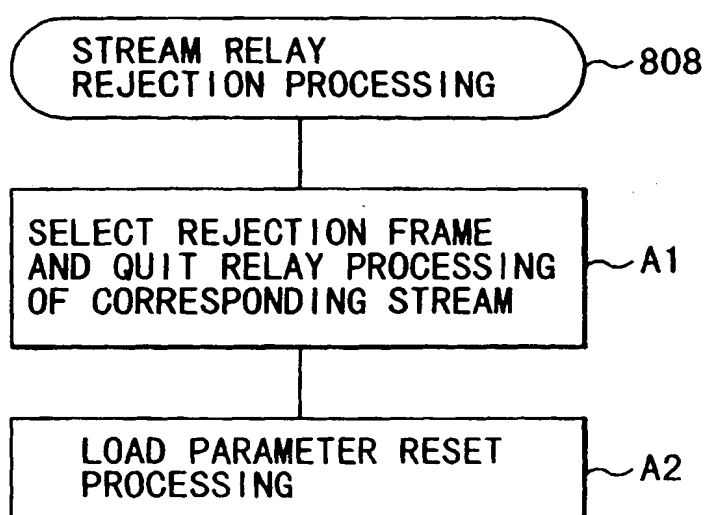 STREAM RELAY
REJECTION PROCESSING
808
SELECT REJECTION FRAME
AND QUIT RELAY PROCESSING
OF CORRESPONDING STREAM
A1
LOAD PARAMETER RESET
PROCESSING
A2